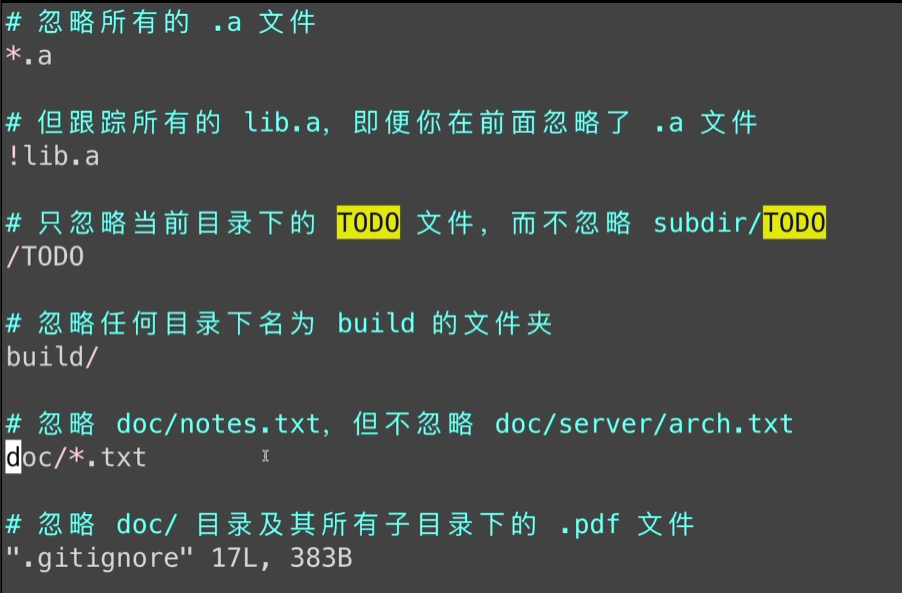 # 忽略所有的 .a 文件
*.a
# 但跟踪所有的 lib.a，即便你在前面忽略了 .a 文件
!lib.a
# 只忽略当前目录下的 TODO 文件，而不忽略 subdir/TODO
/TODO
# 忽略任何目录下名为 build 的文件夹
build/
# 忽略 doc/notes.txt，但不忽略 doc/server/arch.txt
doc/*.txt
# 忽略 doc/ 目录及其所有子目录下的 .pdf 文件
".gitignore" 17L, 383B